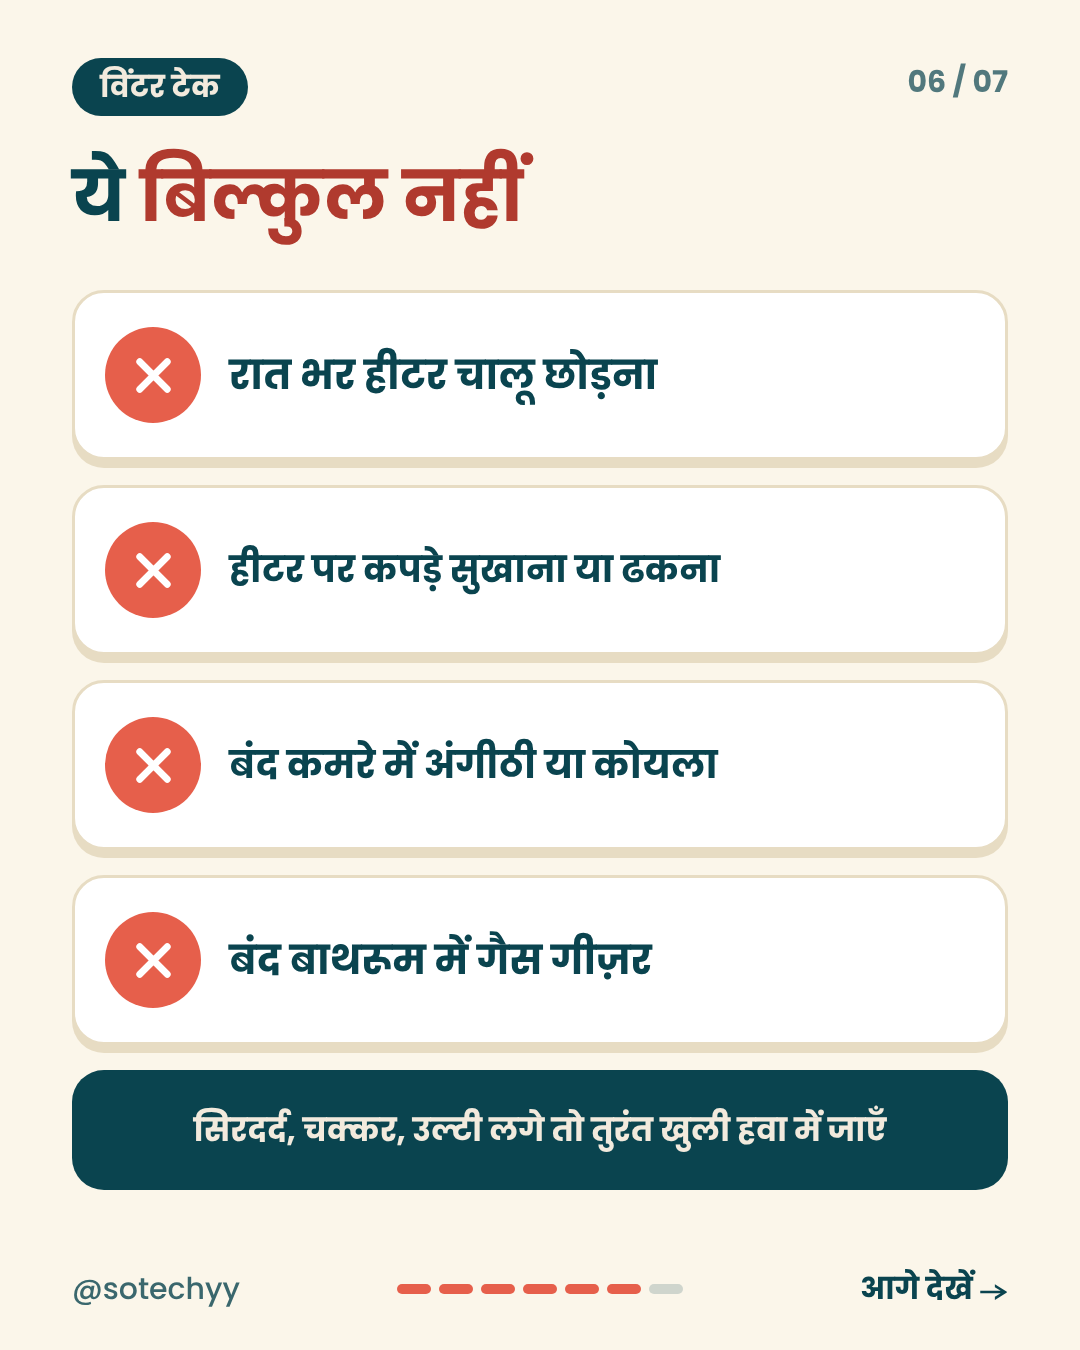 विंटर टेक
06 / 07
ये बिल्कुल नहीं
रात भर हीटर चालू छोड़ना
हीटर पर कपड़े सुखाना या ढकना
बंद कमरे में अंगीठी या कोयला
बंद बाथरूम में गैस गीज़र
सिरदर्द, चक्कर, उल्टी लगे तो तुरंत खुली हवा में जाएँ
@sotechyy
आगे देखें →